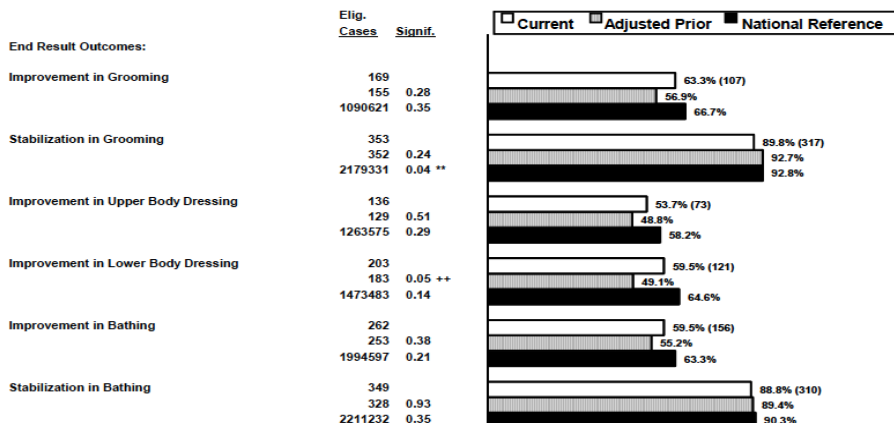 Elig.
Cases Signif.
Current Adjusted Prior National Reference
End Result Outcomes:
Improvement in Grooming 169 63.3% (107)
155 0.28 56.9%
1090621 0.35 66.7%
Stabilization in Grooming 353 89.8% (317)
352 0.24 92.7%
2179331 0.04 ** 92.8%
Improvement in Upper Body Dressing 136 53.7% (73)
129 0.51 48.8%
1263575 0.29 58.2%
Improvement in Lower Body Dressing 203 59.5% (121)
183 0.05 ++ 49.1%
1473483 0.14 64.6%
Improvement in Bathing 262 59.5% (156)
253 0.38 55.2%
1994597 0.21 63.3%
Stabilization in Bathing 349 88.8% (310)
328 0.93 89.4%
2211232 0.35 90.3%